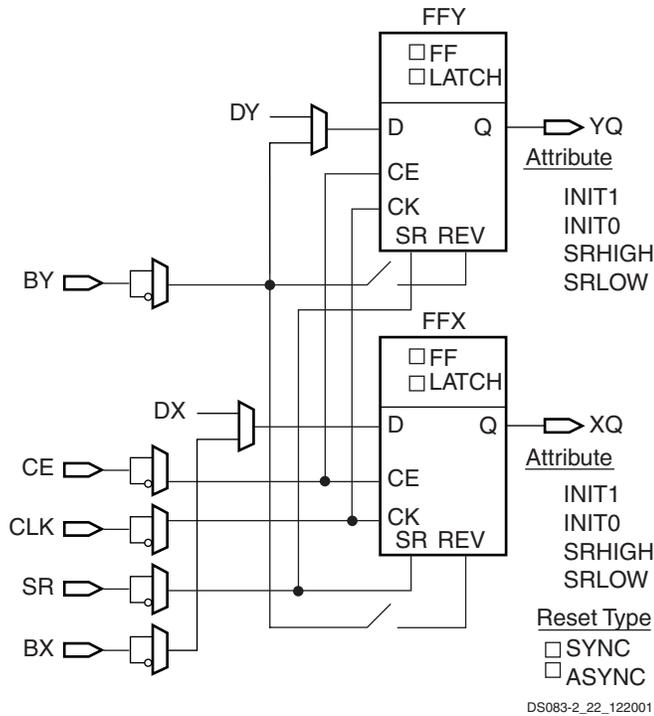 FFY
FF
LATCH
DY
D
Q
YQ
CE
CK
SR REV
Attribute
INIT1
INIT0
SRHIGH
SRLOW
BY
FFX
FF
LATCH
DX
D
Q
XQ
CE
CE
CLK
CK
SR REV
Attribute
INIT1
INIT0
SRHIGH
SRLOW
SR
BX
Reset Type
SYNC
ASYNC
DS083-2_22_122001